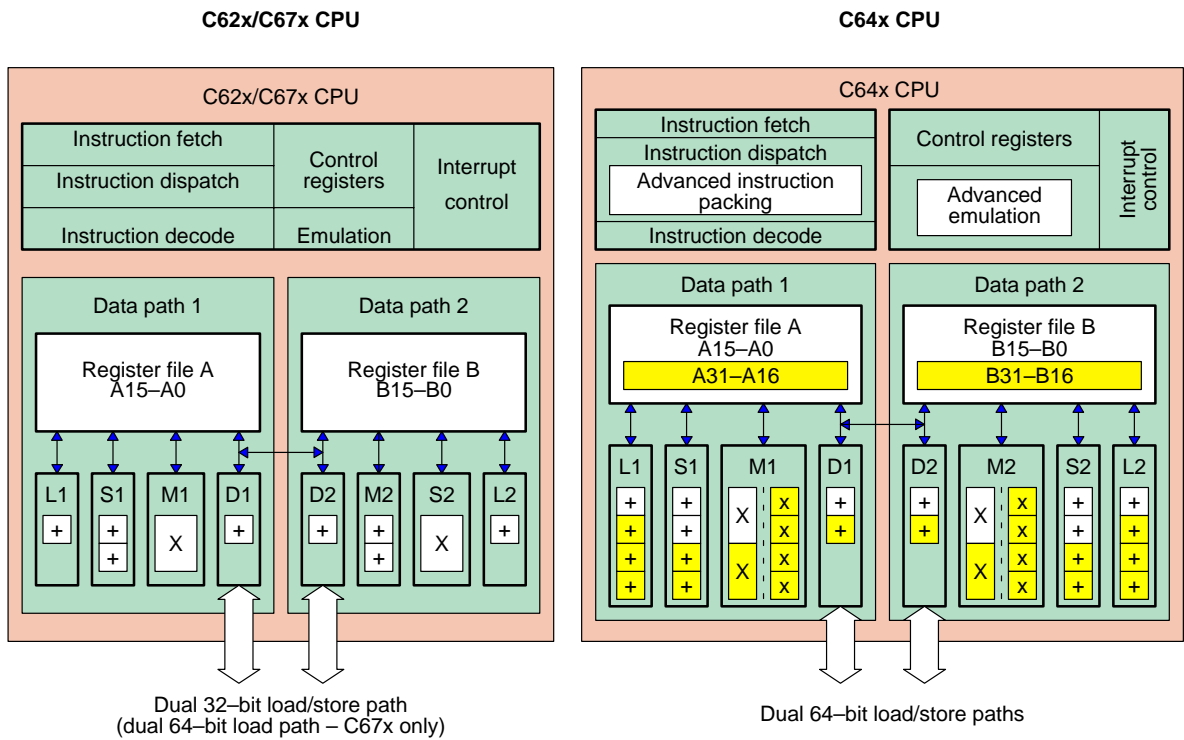 C62x/C67x CPU
C62x/C67x CPU
Instruction fetch
Instruction dispatch
Instruction decode
Control
registers
Emulation
Interrupt
control
Data path 1
Register file A
A15–A0
L1
S1
M1
D1
+
+
+
X
+
Data path 2
Register file B
B15–B0
D2
M2
S2
L2
+
+
+
X
+
Dual 32–bit load/store path
(dual 64–bit load path – C67x only)
C64x CPU
C64x CPU
Instruction fetch
Instruction dispatch
Advanced instruction
packing
Instruction decode
Control registers
Advanced
emulation
Interrupt
control
Data path 1
Register file A
A15–A0
A31–A16
L1
S1
M1
D1
+ + X x +
+ + x +
+ + X x
+ + x
Data path 2
Register file B
B15–B0
B31–B16
D2
M2
S2
L2
+ X x + +
+ x + +
X x + +
x + +
Dual 64–bit load/store paths